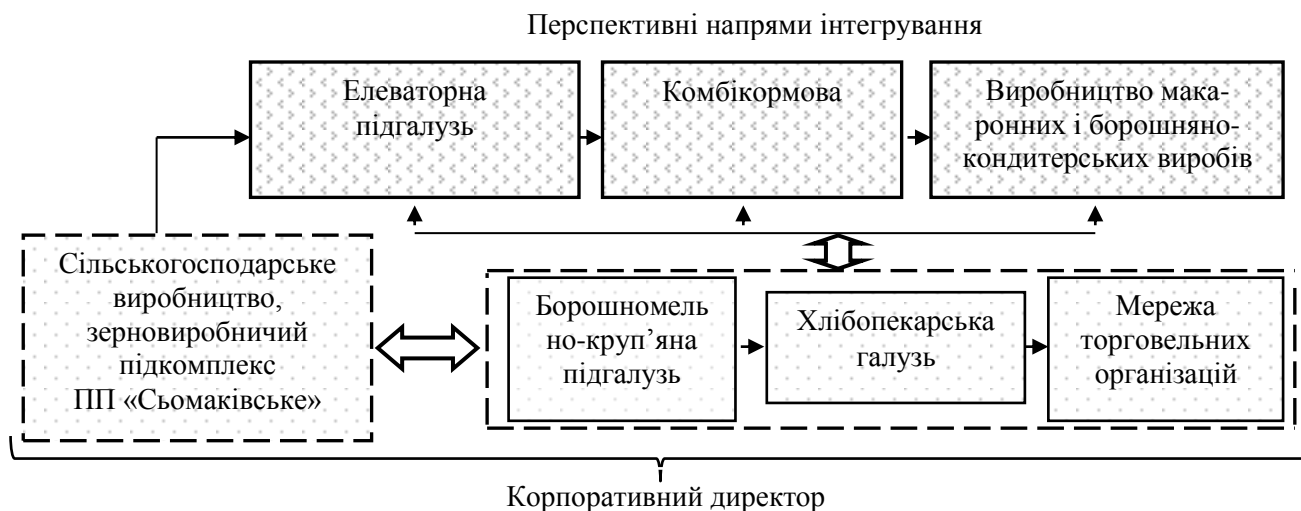 Перспективні напрями інтегрування
Елеваторна
підгалузь
Комбікормова
Виробництво мака-
ронних і борошняно-
кондитерських виробів
Сільськогосподарське
виробництво,
зерновиробничий
підкомплекс
ПП «Сьомаківське»
Борошномель
но-круп’яна
підгалузь
Хлібопекарська
галузь
Мережа
торговельних
організацій
Корпоративний директор